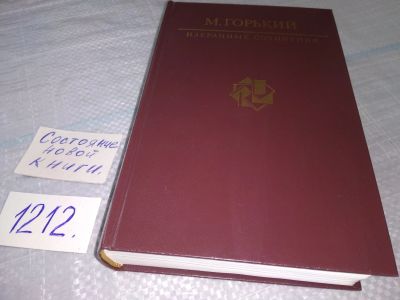 М. ГОРЬКИЙ
ИЗБРАННЫЕ СОЧИНЕНИЯ
Состояние
новой
книги.
1212.